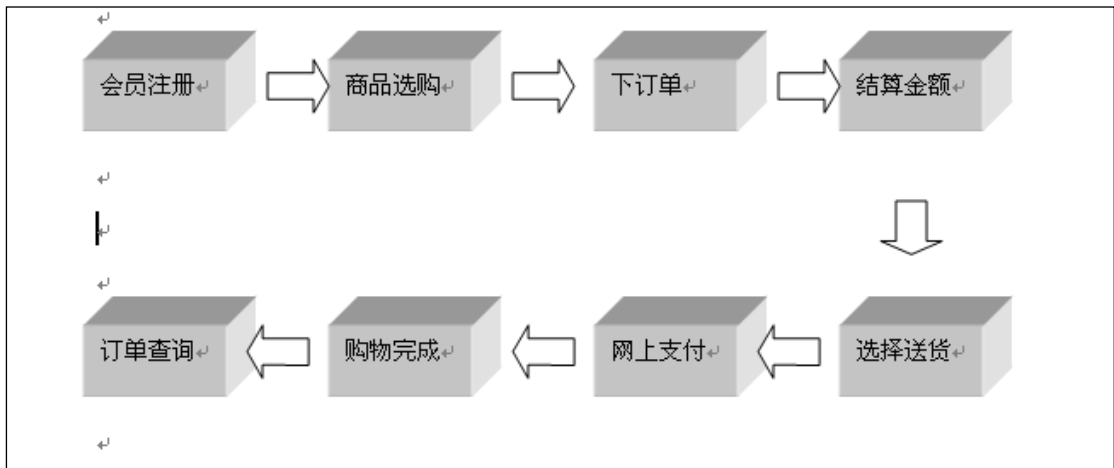 会员注册
商品选购
下订单
结算金额
选择送货
网上支付
购物完成
订单查询